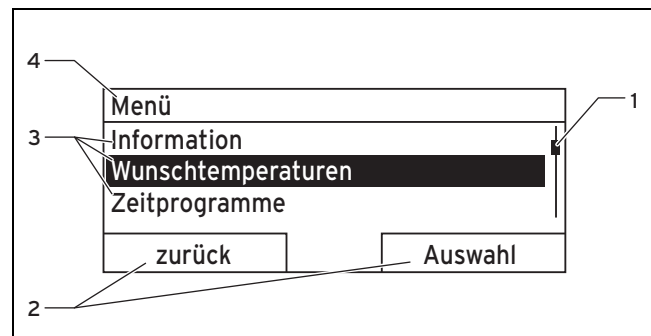 4
1
Menü
3
Information
Wunschtemperaturen
Zeitprogramme
zurück Auswahl
2